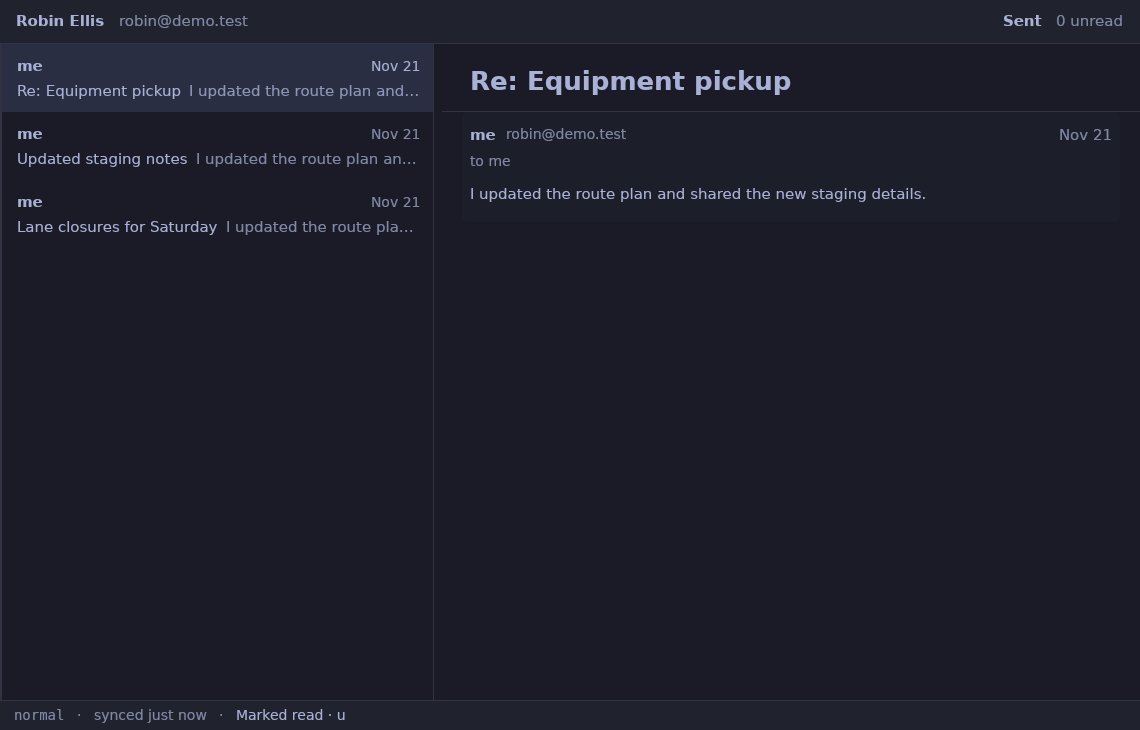 Robin Ellis robin@demo.test Sent 0 unread
me Nov 21
Re: Equipment pickup I updated the route plan and…
me Nov 21
Updated staging notes I updated the route plan an…
me Nov 21
Lane closures for Saturday I updated the route pla…
Re: Equipment pickup
me robin@demo.test Nov 21
to me
I updated the route plan and shared the new staging details.
normal · synced just now · Marked read · u